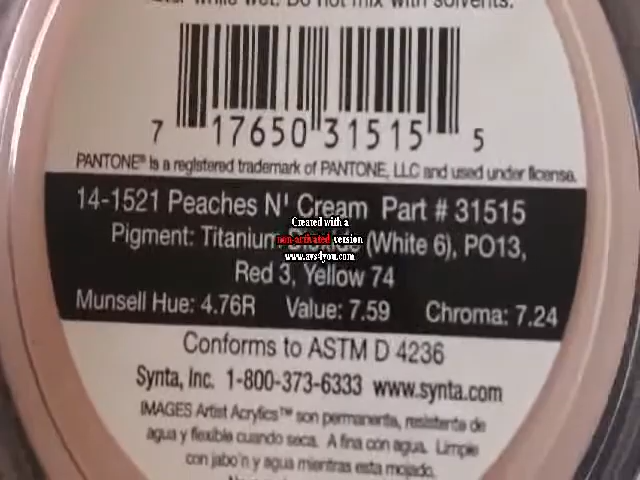 while wet. Do not mix with solvents.
7 17650 31515 5
PANTONE® is a registered trademark of PANTONE, LLC and used under license.
14-1521 Peaches N' Cream Part # 31515
Pigment: Titanium Dioxide (White 6), PO13,
Red 3, Yellow 74
Munsell Hue: 4.76R Value: 7.59 Chroma: 7.24
Conforms to ASTM D 4236
Synta, Inc. 1-800-373-6333 www.synta.com
IMAGES Artist Acrylics™ son permanenta, resistente de
agua y flexible cuando seca. A fina con agua. Limpie
con jabo'n y agua mientras esta mojado.
Created with a
non-activated version
www.avs4you.com